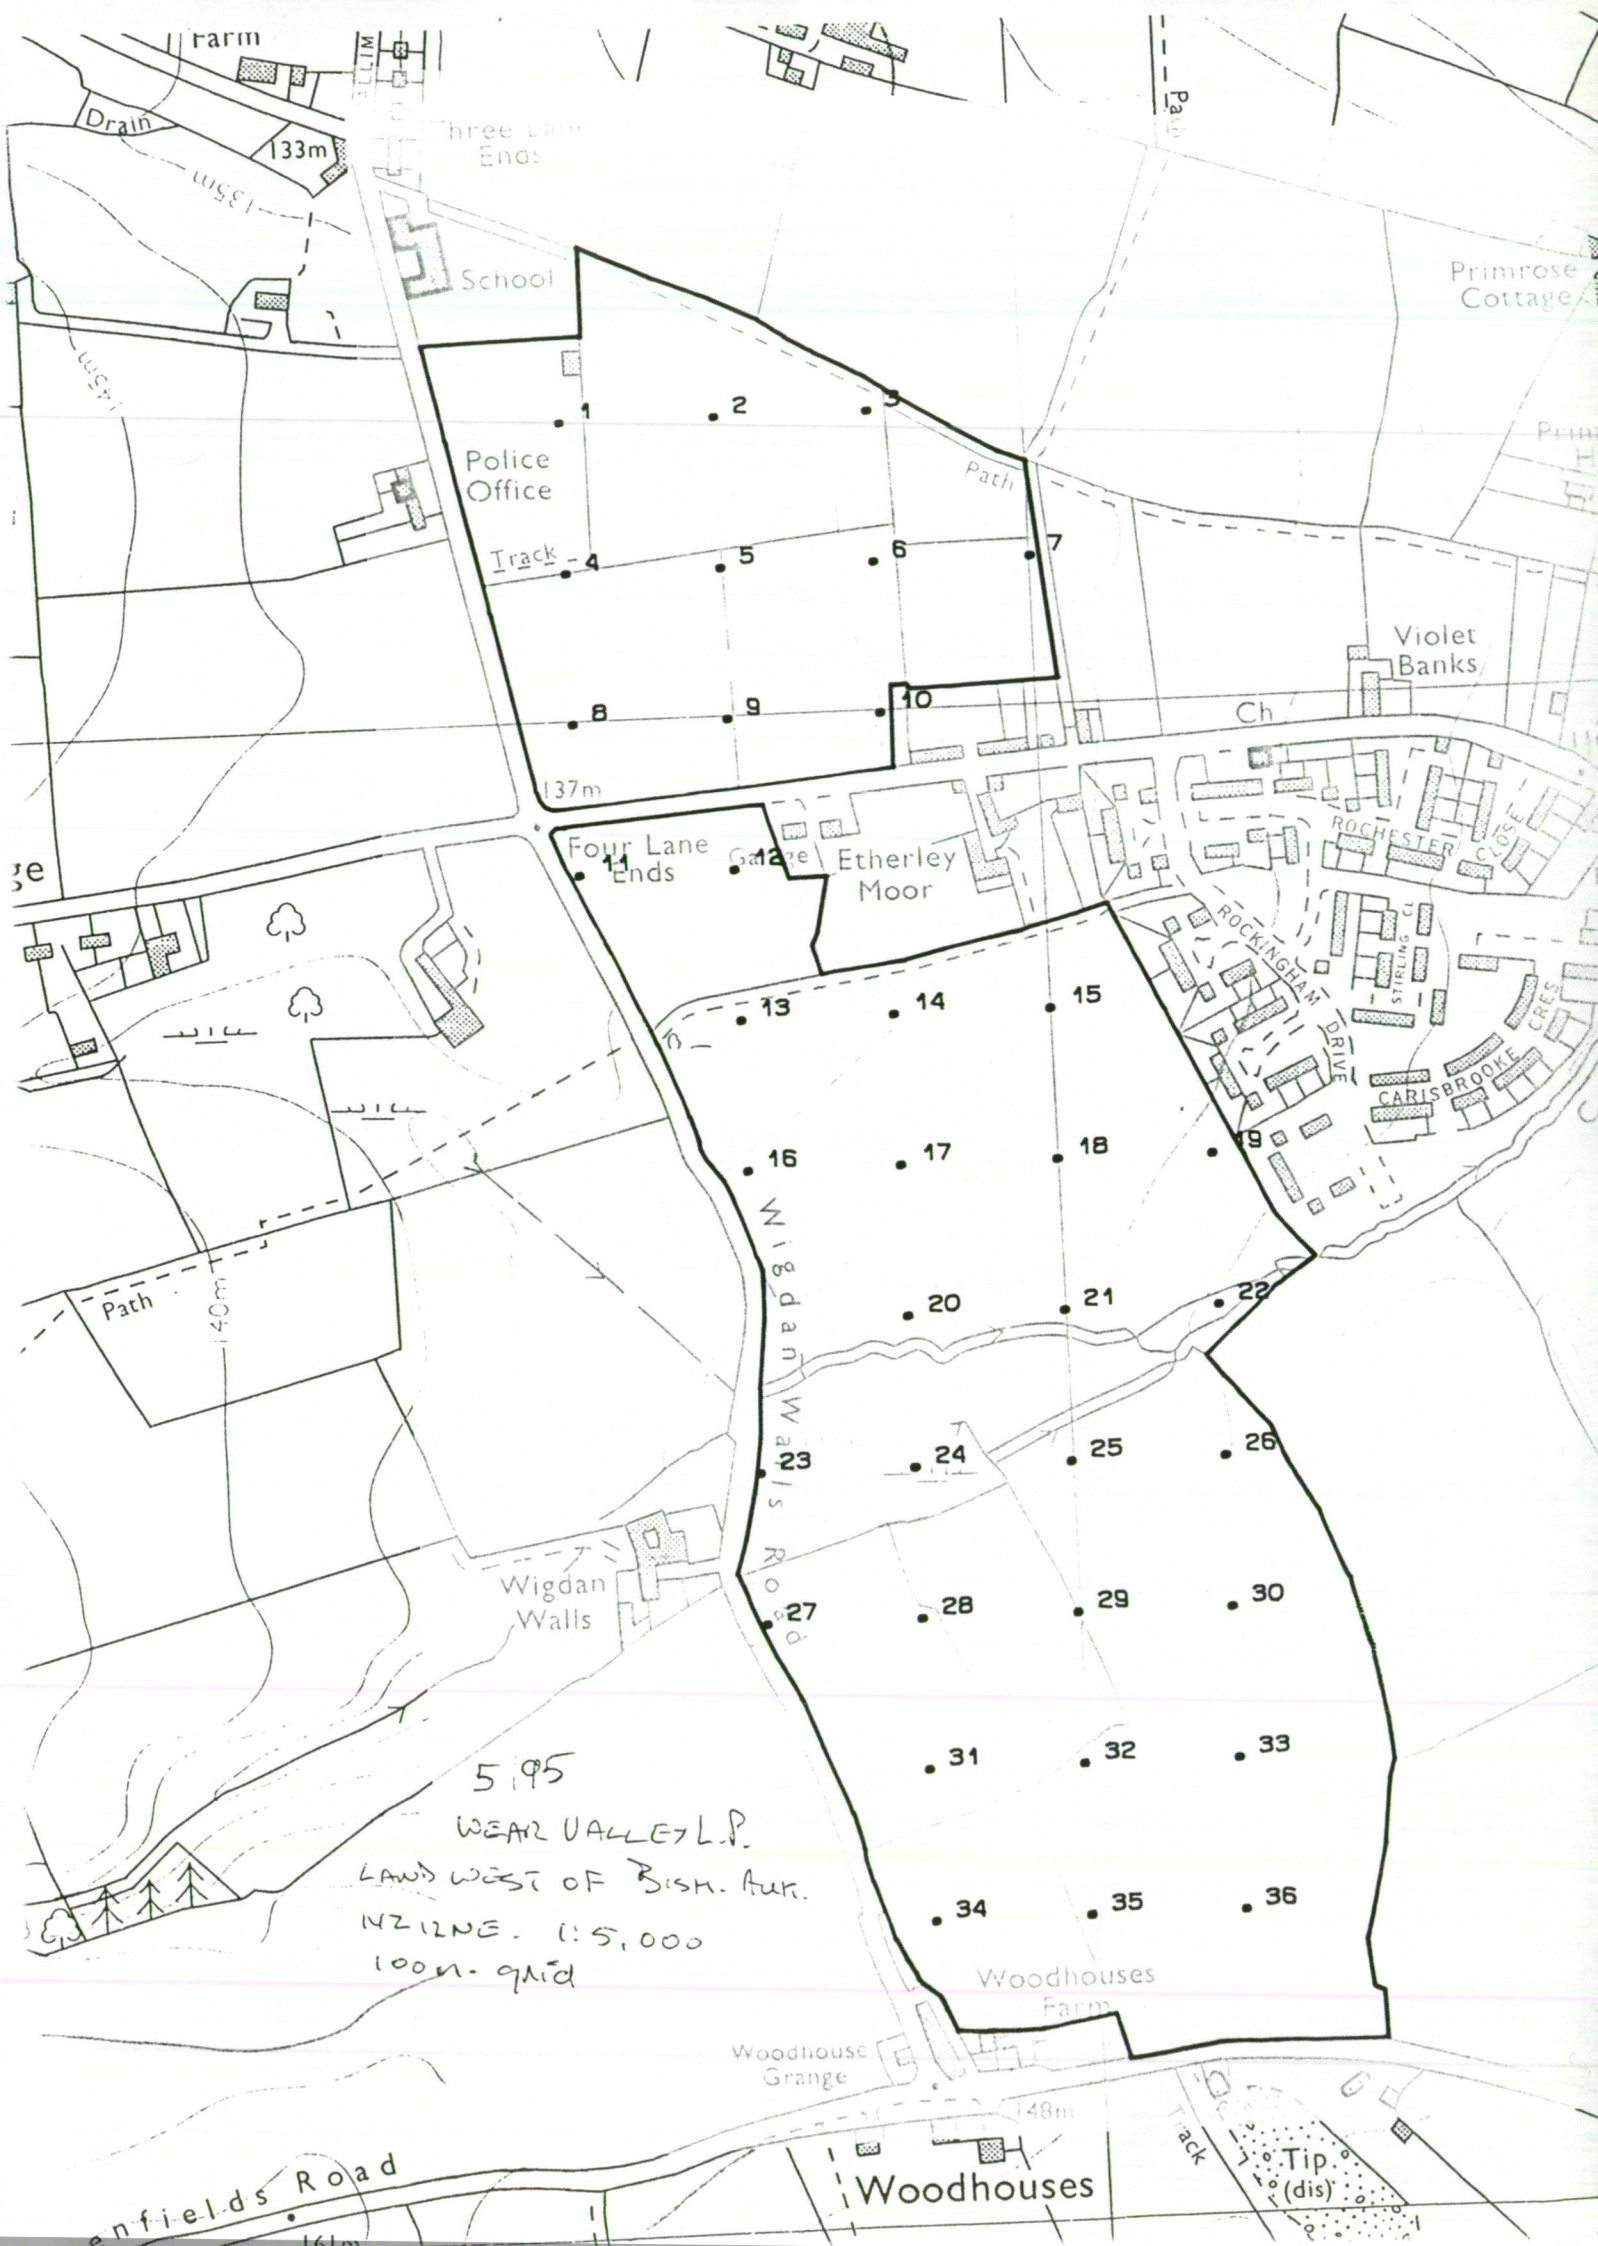 Farm
Drain
133m
135m
Ends
School
Primrose
Cottage
145m
1
2
3
Police
Office
Path
Track
4
5
6
7
Violet
Banks
8
9
10
Ch
137m
Four Lane
Ends
11
12
Garage
Etherley
Moor
ROCHESTER CLOSE
ROCKINGHAM DRIVE
STIRLING CL
CARISBROOKE CRES
13
14
15
16
17
18
19
Wigdan Walls Road
Path
140m
20
21
22
23
24
25
26
Wigdan
Walls
27
28
29
30
31
32
33
5/95
WEAR VALLEY L.P.
LAND WEST OF BISH. AUK.
NZ12NE. 1:5,000
100m. grid
34
35
36
Woodhouses
Farm
Woodhouse
Grange
148m
Track
Tip
(dis)
Woodhouses
enfields Road
161m